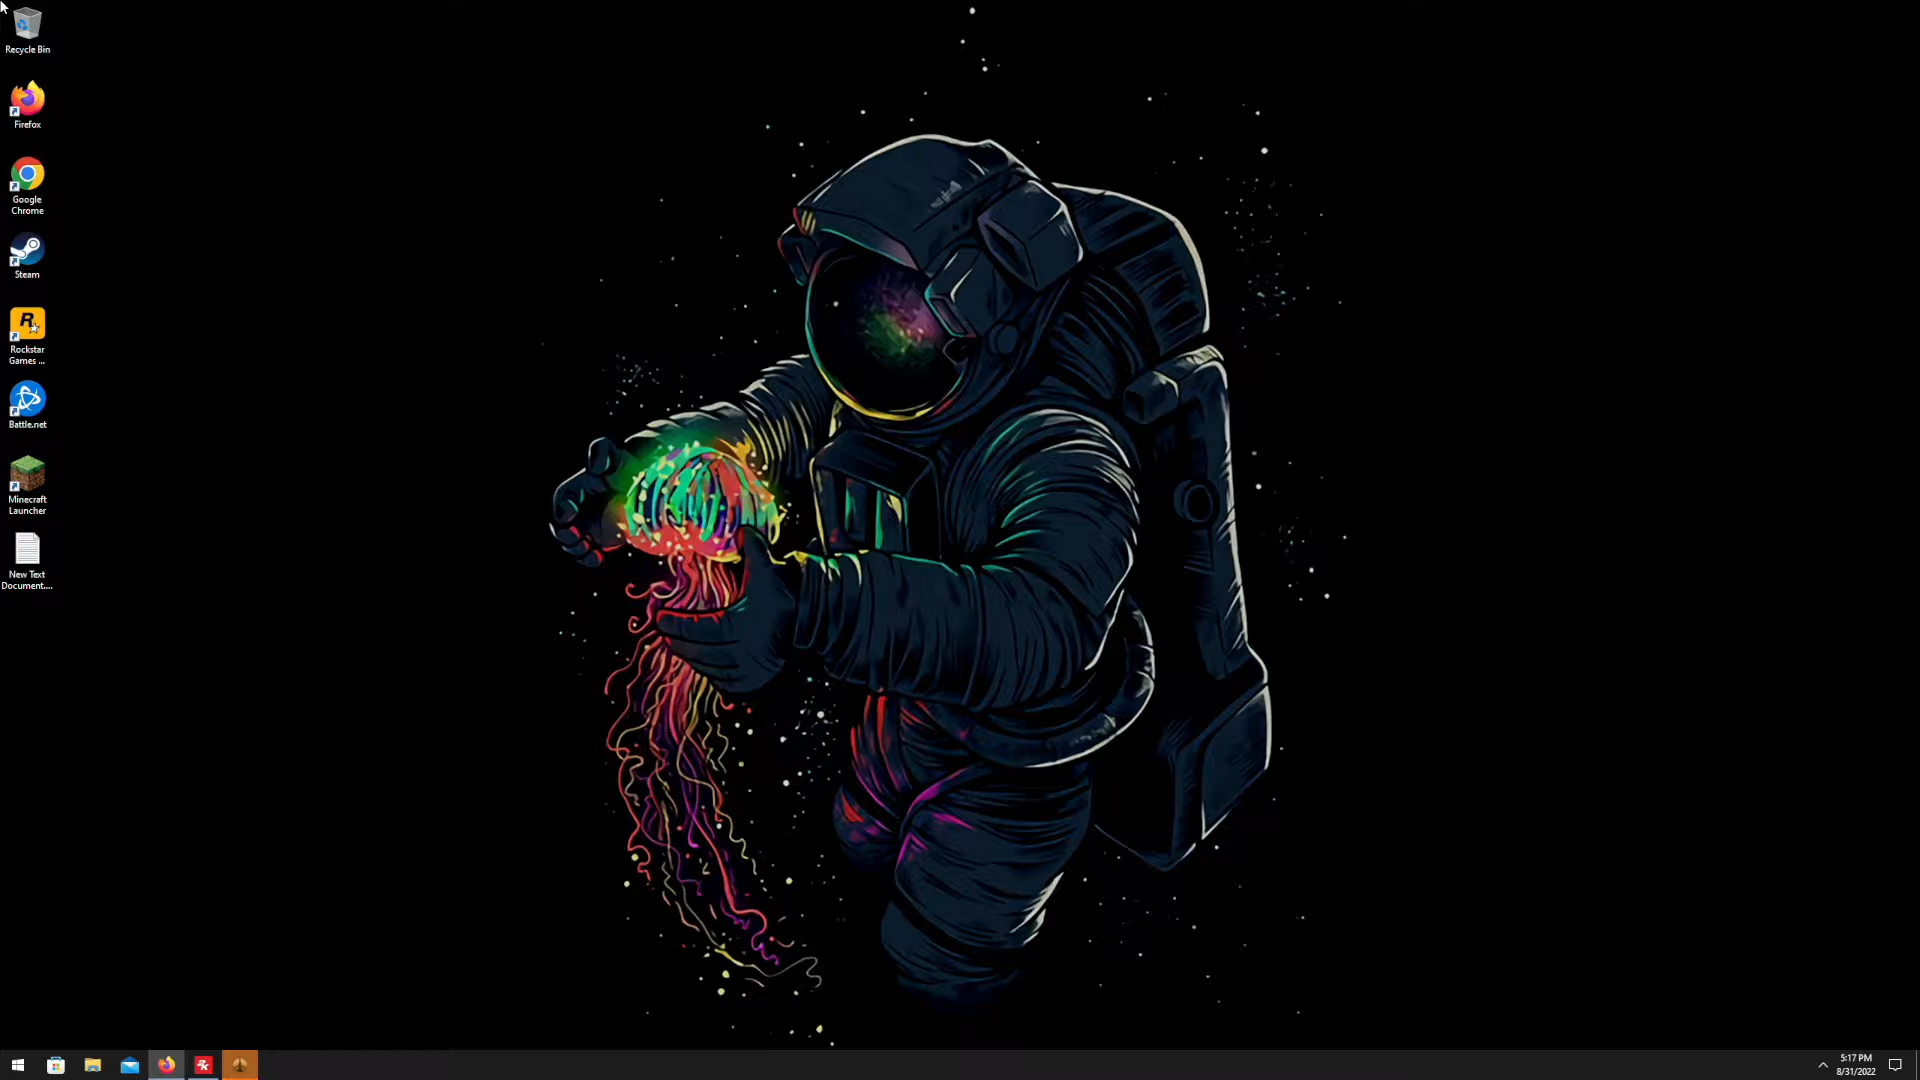 Recycle Bin
Firefox
Google
Chrome
Steam
R
Rockstar
Games ...
Battle.net
Minecraft
Launcher
New Text
Document....
2K
5:17 PM
8/31/2022